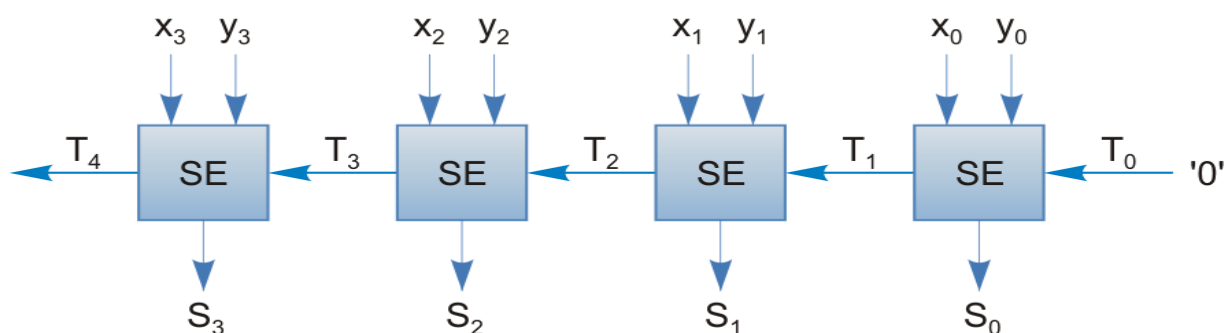 x₃ y₃ x₂ y₂ x₁ y₁ x₀ y₀
T₄ SE T₃ SE T₂ SE T₁ SE T₀ '0'
S₃ S₂ S₁ S₀